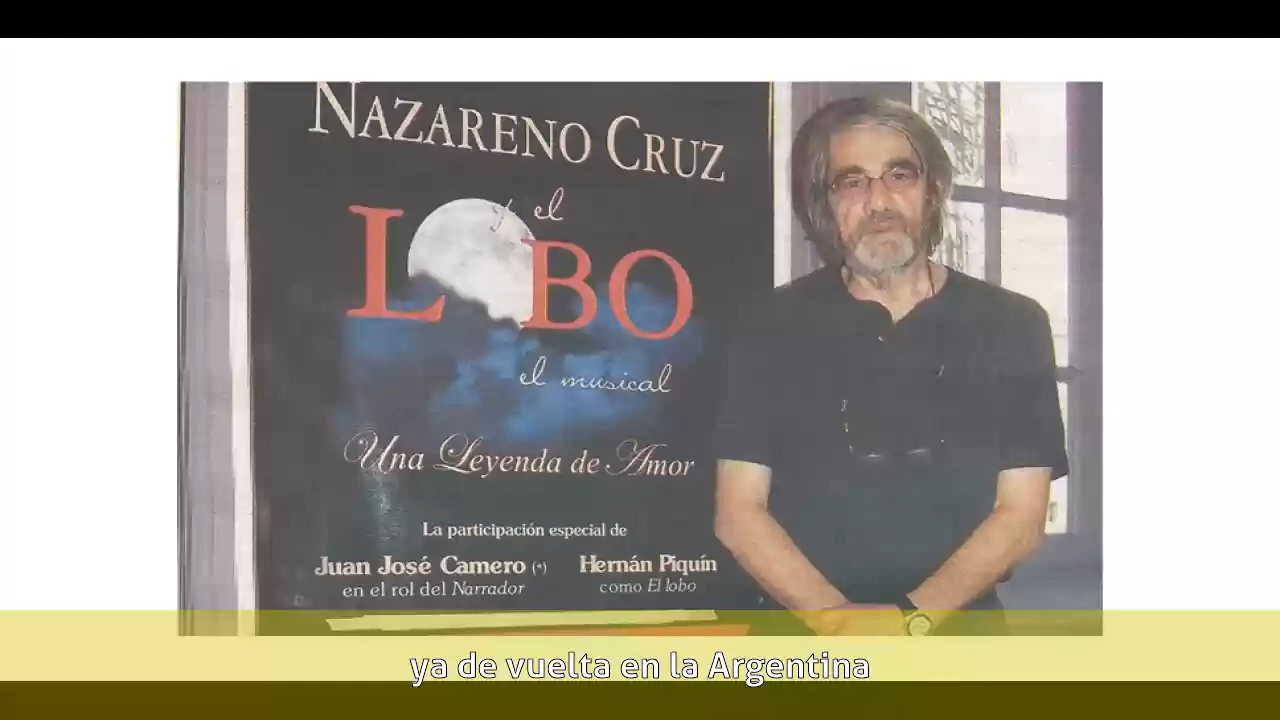 NAZARENO CRUZ
y el
LOBO
el musical
Una Leyenda de Amor
La participación especial de
Juan José Camero (*) Hernán Piquín
en el rol del Narrador como El lobo
ya de vuelta en la Argentina